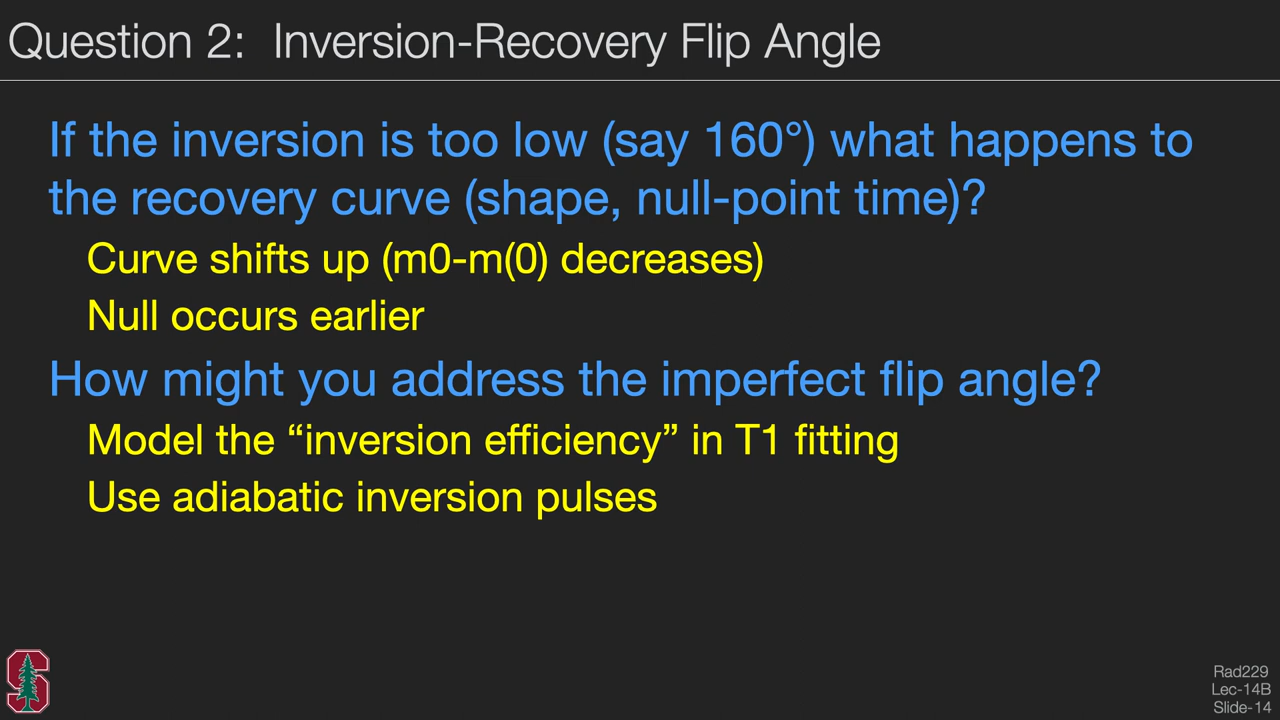 Question 2: Inversion-Recovery Flip Angle
If the inversion is too low (say 160°) what happens to
the recovery curve (shape, null-point time)?
Curve shifts up (m0-m(0) decreases)
Null occurs earlier
How might you address the imperfect flip angle?
Model the “inversion efficiency” in T1 fitting
Use adiabatic inversion pulses
Rad229
Lec-14B
Slide-14